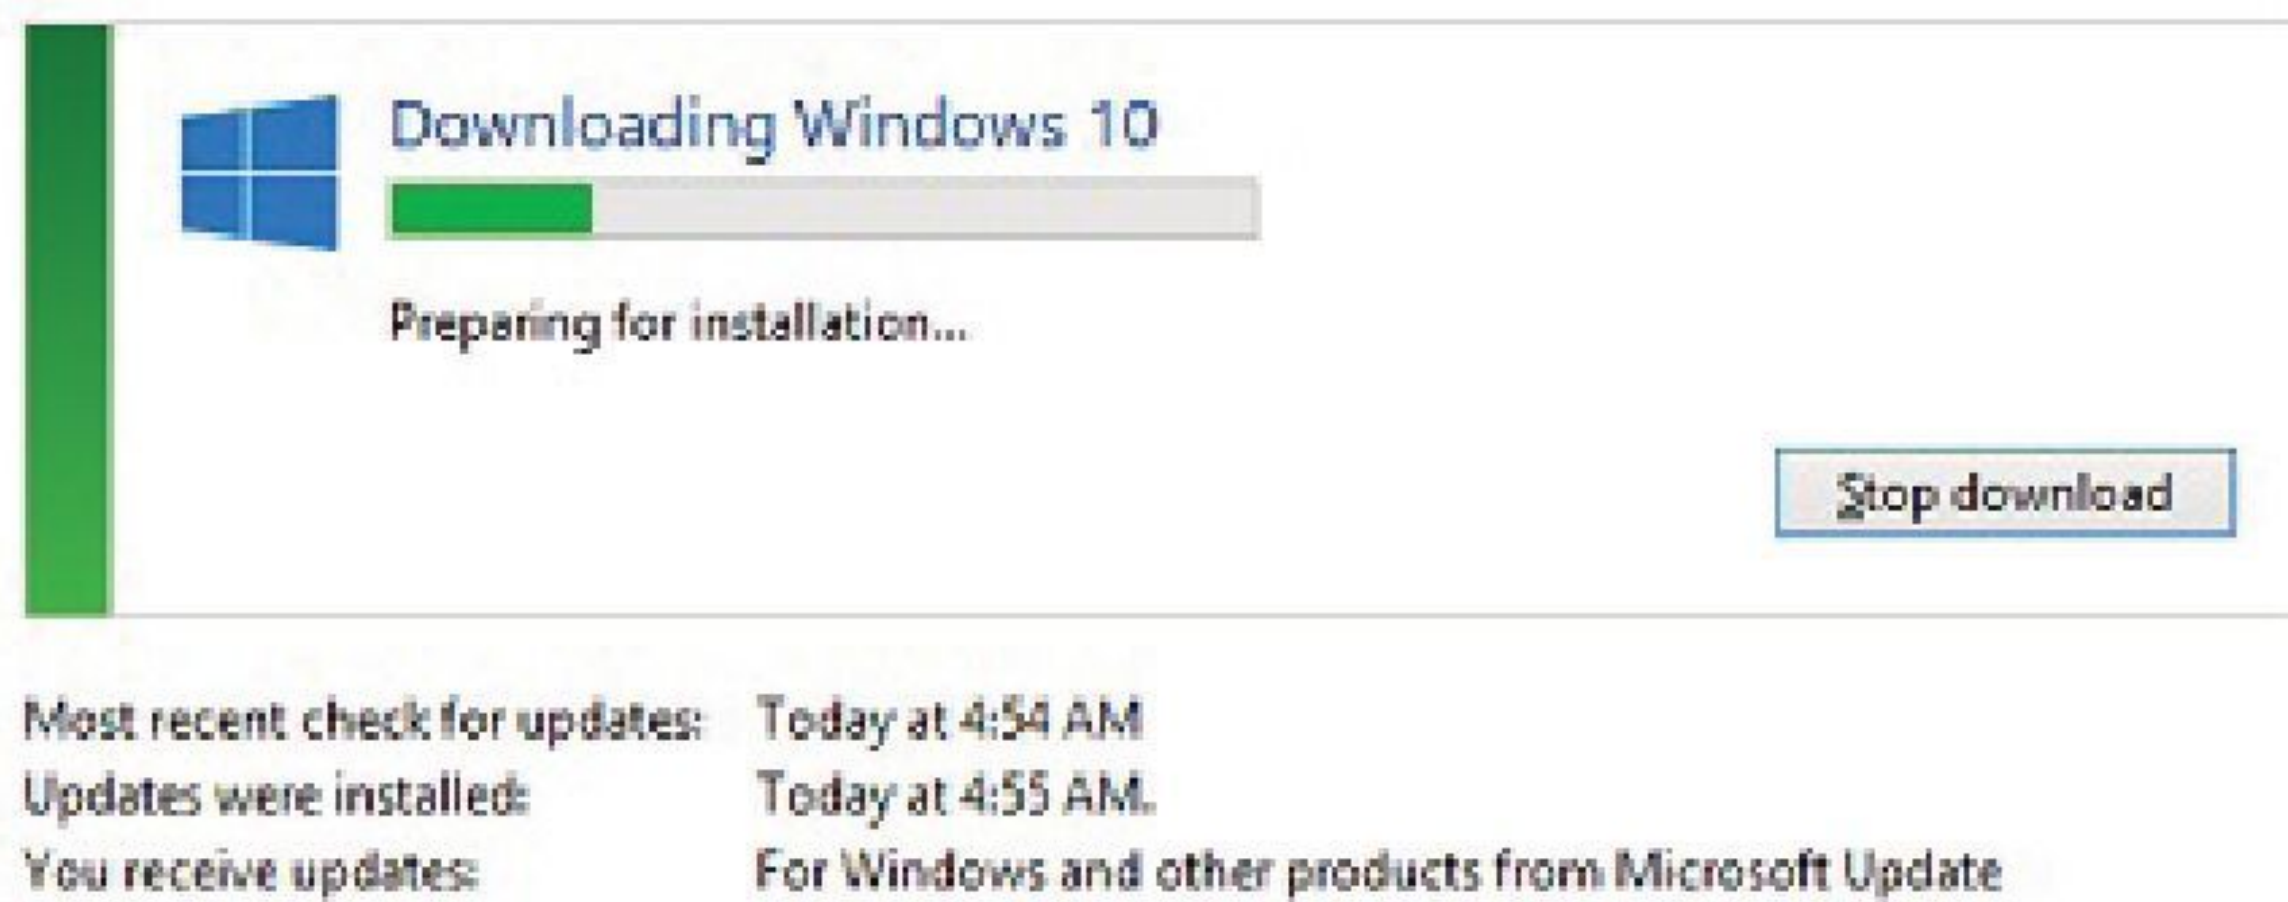 Downloading Windows 10
Preparing for installation...
Stop download
Most recent check for updates: Today at 4:54 AM
Updates were installed: Today at 4:55 AM.
You receive updates: For Windows and other products from Microsoft Update